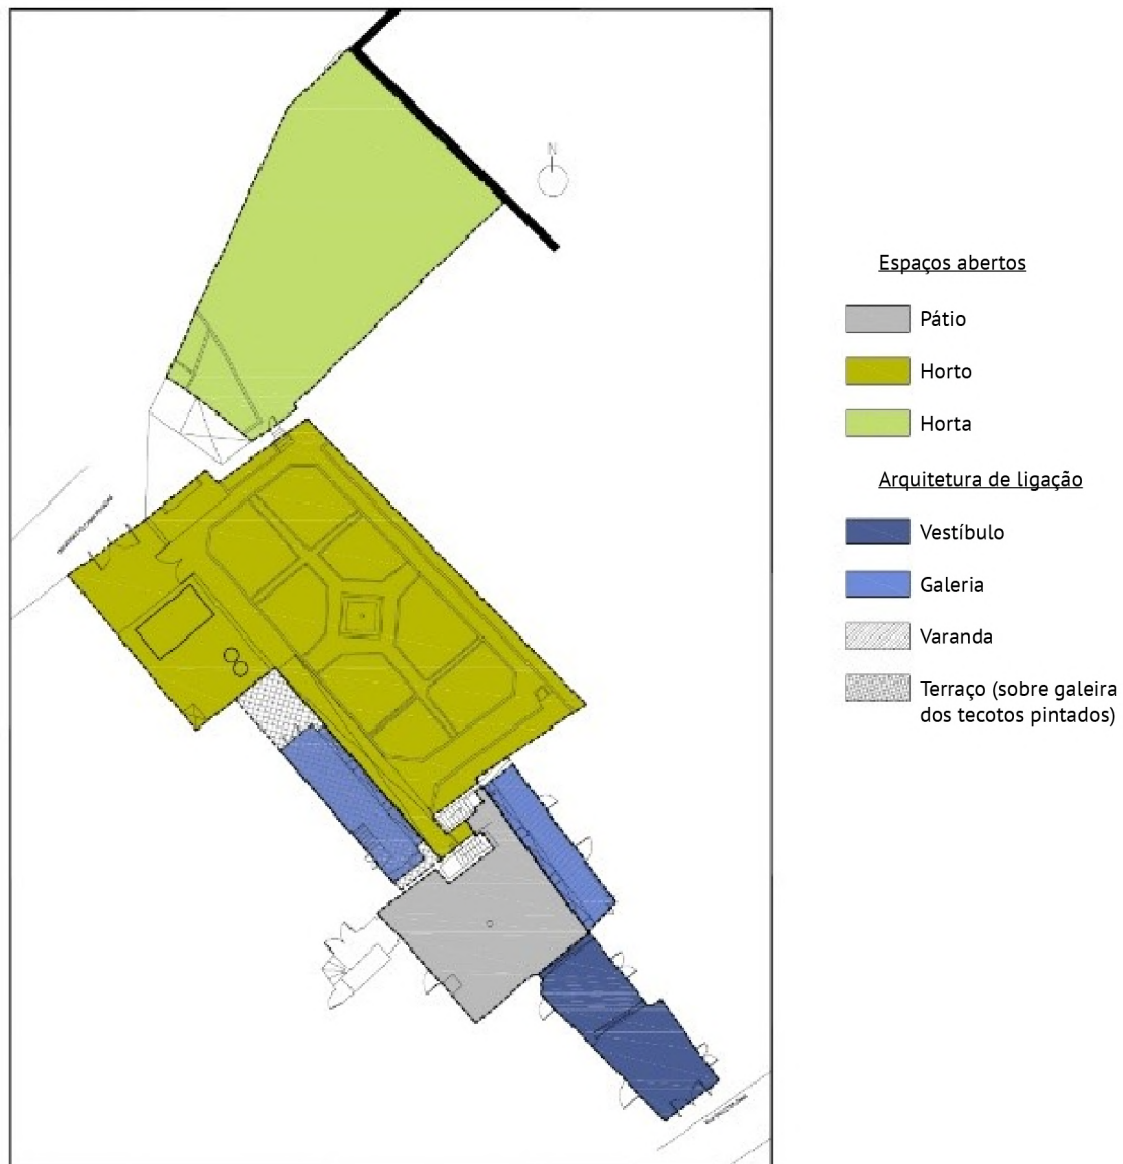 N
Espaços abertos
Pátio
Horto
Horta
Arquitetura de ligação
Vestíbulo
Galeria
Varanda
Terraço (sobre galeira
dos tecotos pintados)